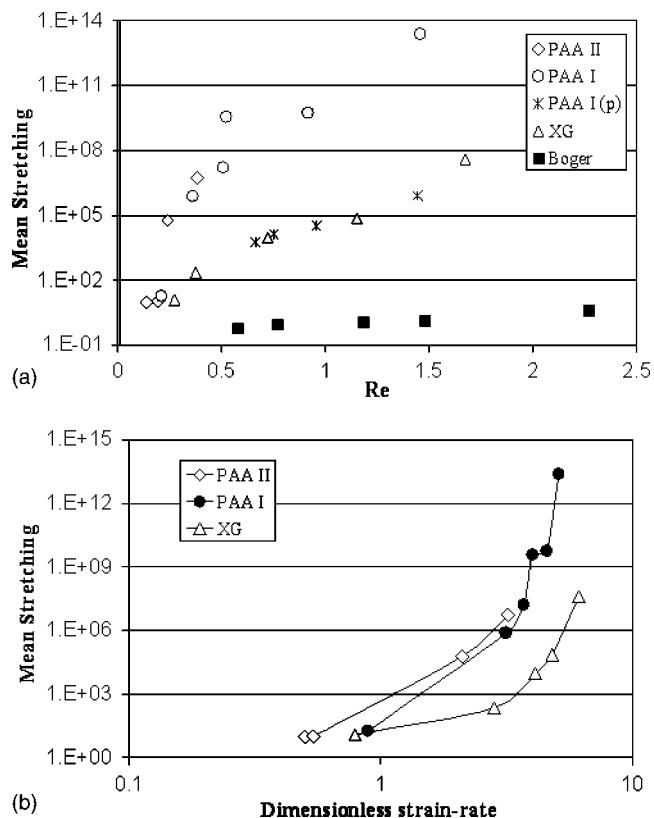 1.E+14
1.E+11
1.E+08
1.E+05
1.E+02
1.E-01
Mean Stretching
PAA II
PAA I
PAA I (p)
XG
Boger
0 0.5 1 1.5 2 2.5
Re
(a)
1.E+15
1.E+12
1.E+09
1.E+06
1.E+03
1.E+00
Mean Stretching
PAA II
PAA I
XG
0.1 1 10
Dimensionless strain-rate
(b)